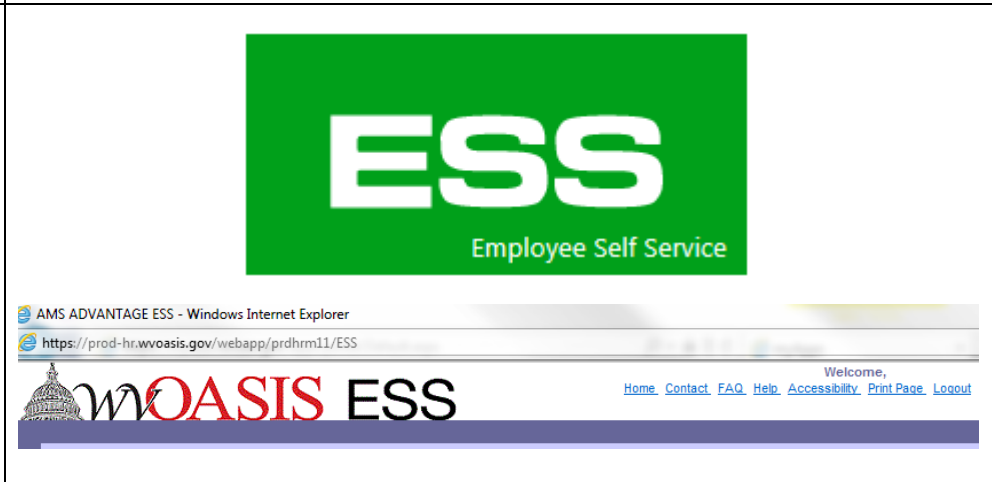 ESS
Employee Self Service
AMS ADVANTAGE ESS - Windows Internet Explorer
https://prod-hr.wvoasis.gov/webapp/prdhrm11/ESS
Welcome,
wvOASIS ESS
Home Contact FAQ Help Accessibility Print Page Logout